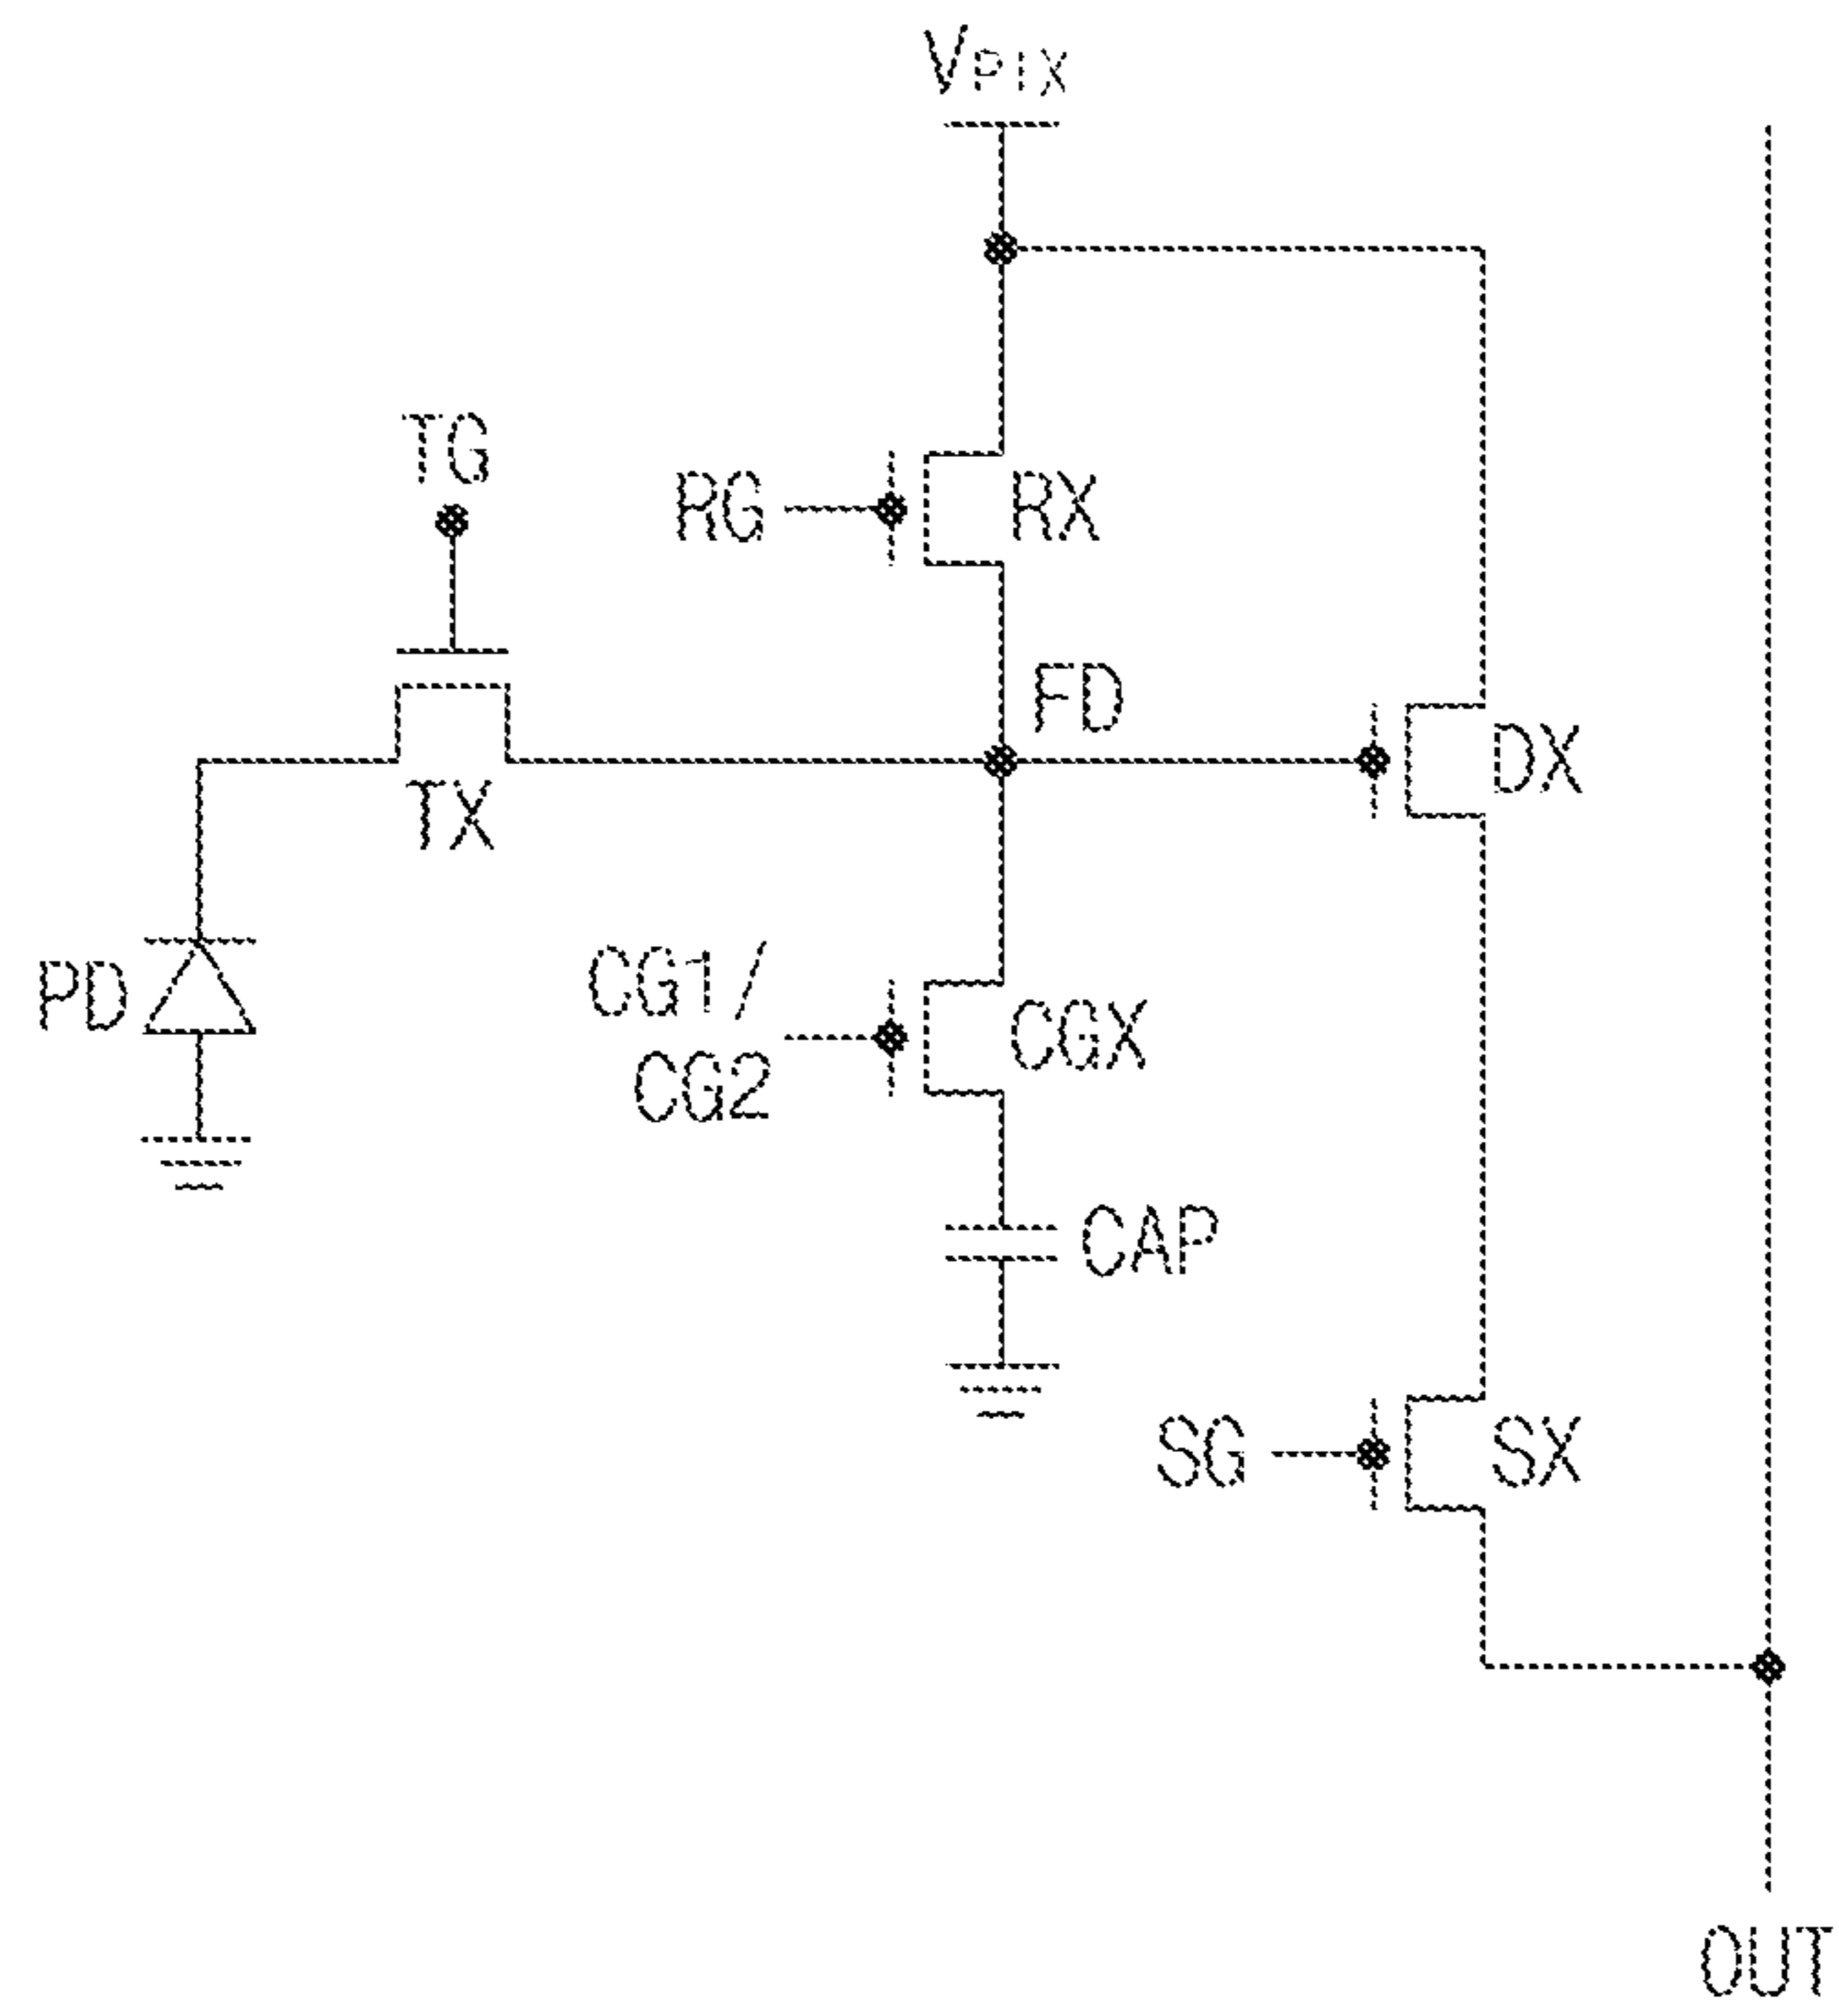 VPIX
TG
RG
RX
FD
DX
TX
PD
CG1/
CG2
CGX
CAP
SG
SX
OUT